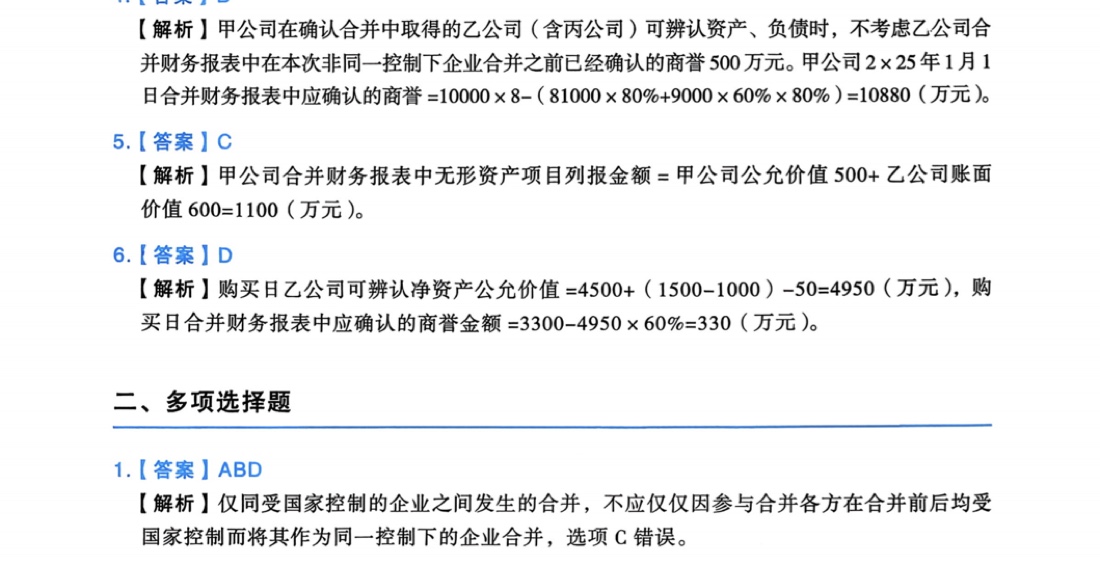 【解析】甲公司在确认合并中取得的乙公司（含丙公司）可辨认资产、负债时，不考虑乙公司合
并财务报表中在本次非同一控制下企业合并之前已经确认的商誉500万元。甲公司2×25年1月1
日合并财务报表中应确认的商誉=10000×8-（81000×80%+9000×60%×80%）=10880（万元）。
5.【答案】C
【解析】甲公司合并财务报表中无形资产项目列报金额=甲公司公允价值500+乙公司账面
价值600=1100（万元）。
6.【答案】D
【解析】购买日乙公司可辨认净资产公允价值=4500+（1500-1000）-50=4950（万元），购
买日合并财务报表中应确认的商誉金额=3300-4950×60%=330（万元）。
二、多项选择题
1.【答案】ABD
【解析】仅同受国家控制的企业之间发生的合并，不应仅仅因参与合并各方在合并前后均受
国家控制而将其作为同一控制下的企业合并，选项C错误。